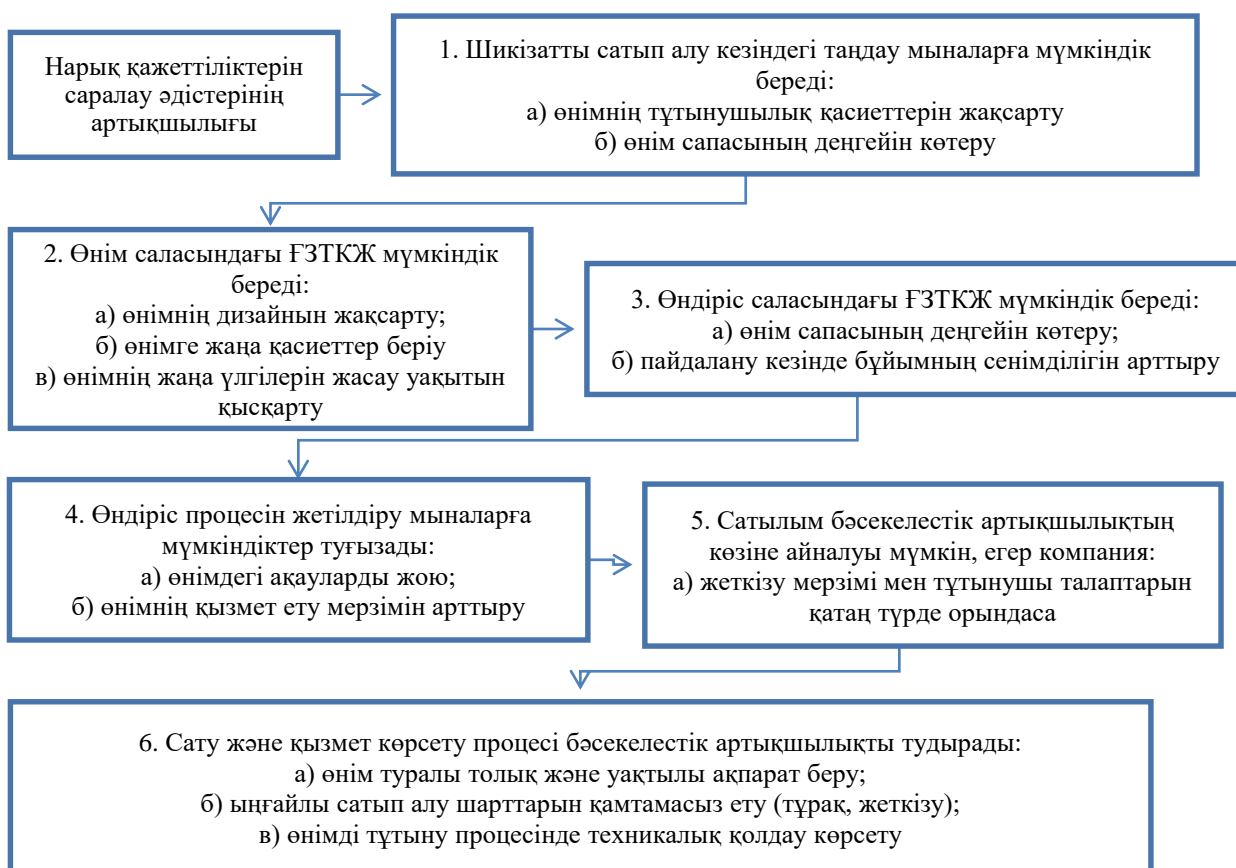 Нарық қажеттіліктерін
саралау әдістерінің
артықшылығы
1. Шикізатты сатып алу кезіндегі таңдау мыналарға мүмкіндік
береді:
а) өнімнің тұтынушылық қасиеттерін жақсарту
б) өнім сапасының деңгейін көтеру
2. Өнім саласындағы ҒЗТКЖ мүмкіндік
береді:
а) өнімнің дизайнын жақсарту;
б) өнімге жаңа қасиеттер беріу
в) өнімнің жаңа үлгілерін жасау уақытын
қысқарту
3. Өндіріс саласындағы ҒЗТКЖ мүмкіндік береді:
а) өнім сапасының деңгейін көтеру;
б) пайдалану кезінде бұйымның сенімділігін арттыру
4. Өндіріс процесін жетілдіру мыналарға
мүмкіндіктер туғызады:
а) өнімдегі ақауларды жою;
б) өнімнің қызмет ету мерзімін арттыру
5. Сатылым бәсекелестік артықшылықтың
көзіне айналуы мүмкін, егер компания:
а) жеткізу мерзімі мен тұтынушы талаптарын
қатаң түрде орындаса
6. Сату және қызмет көрсету процесі бәсекелестік артықшылықты тудырады:
а) өнім туралы толық және уақтылы ақпарат беру;
б) ыңғайлы сатып алу шарттарын қамтамасыз ету (тұрақ, жеткізу);
в) өнімді тұтыну процесінде техникалық қолдау көрсету